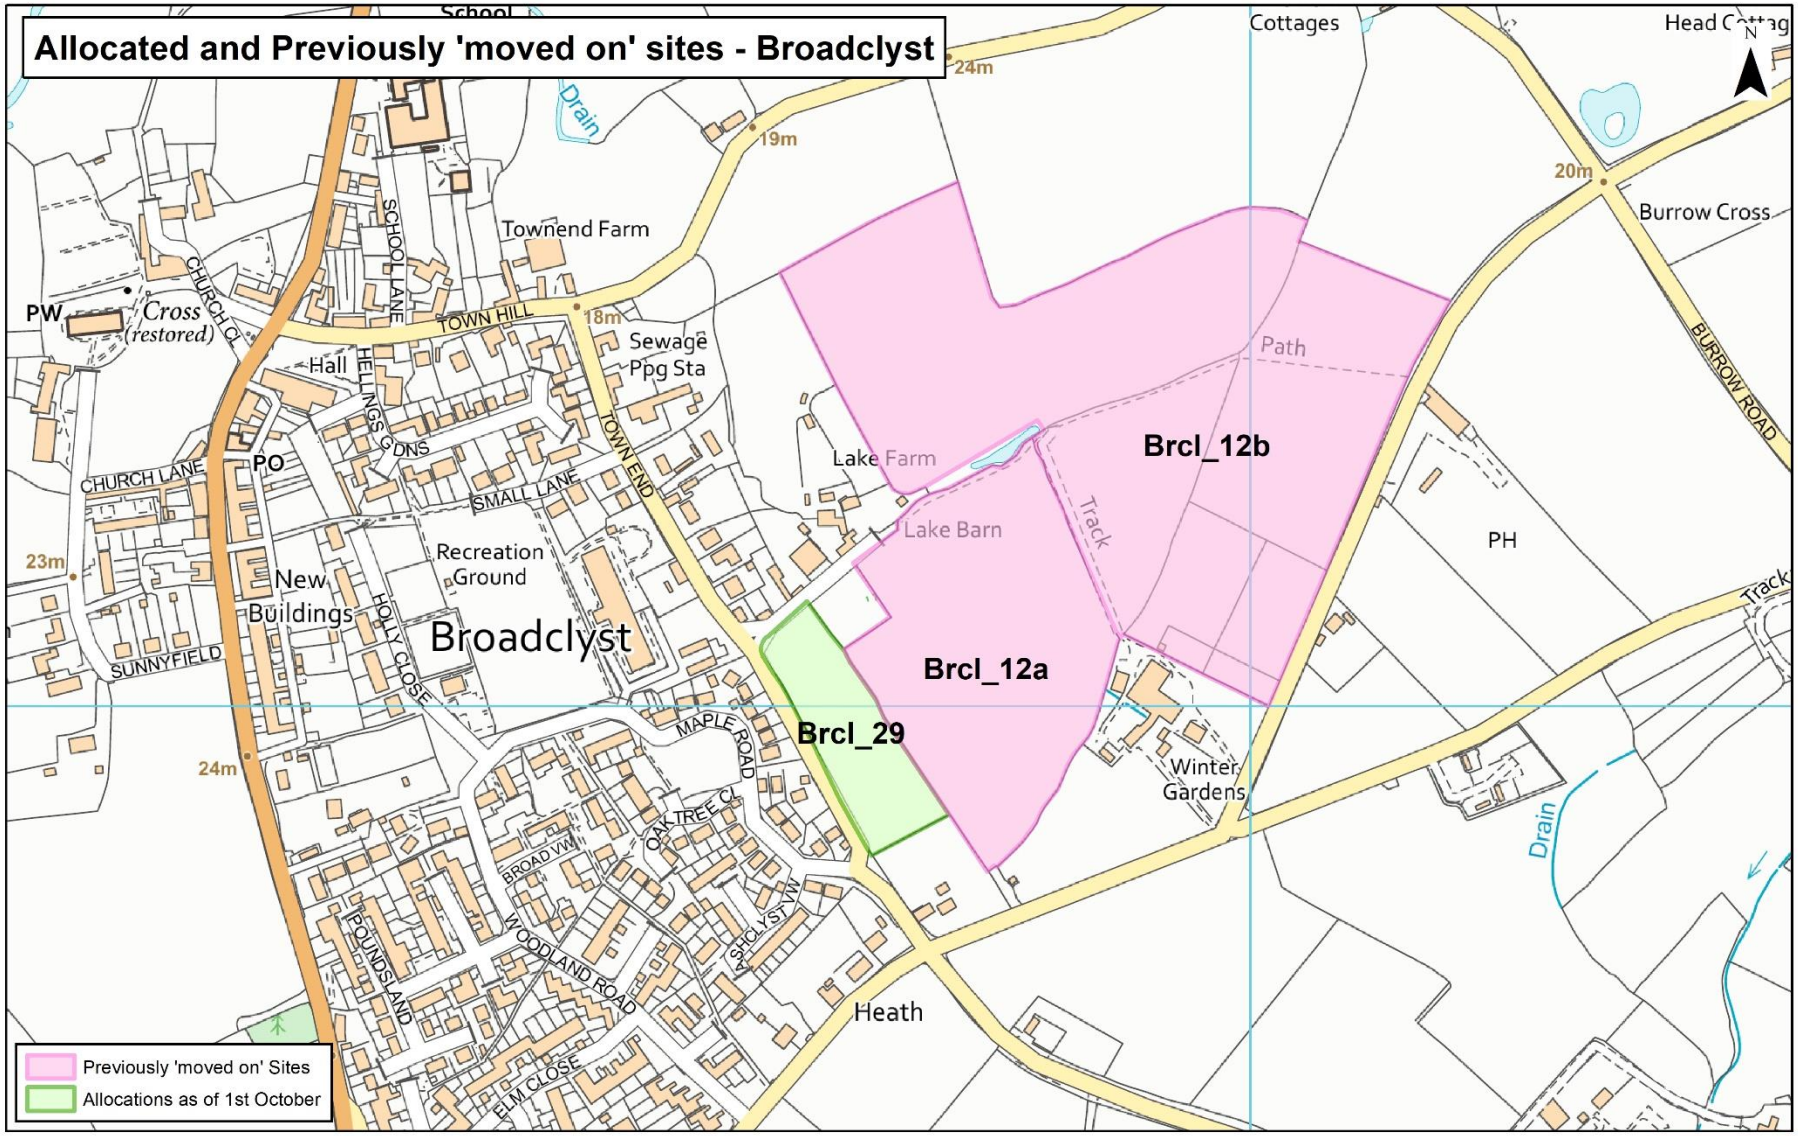 School
Allocated and Previously 'moved on' sites - Broadclyst
Cottages
N
24m
Drain
19m
20m
Burrow Cross
SCHOOL LANE
Townend Farm
CHURCH CL
PW
Cross
(restored)
TOWN HILL
18m
Sewage
Ppg Sta
Hall
HELLINGS GDNS
Path
BURROW ROAD
TOWN END
Brcl_12b
Lake Farm
PO
CHURCH LANE
SMALL LANE
Track
Lake Barn
PH
23m
Recreation
Ground
New
Buildings
HOLLY CLOSE
Track
Broadclyst
SUNNYFIELD
Brcl_12a
Brcl_29
MAPLE ROAD
24m
Winter
Gardens
OAKTREE CL
Drain
BROAD VW
ASHCLYST VW
POUNDSLAND
WOODLAND ROAD
Heath
Previously 'moved on' Sites
Allocations as of 1st October
ELM CLOSE